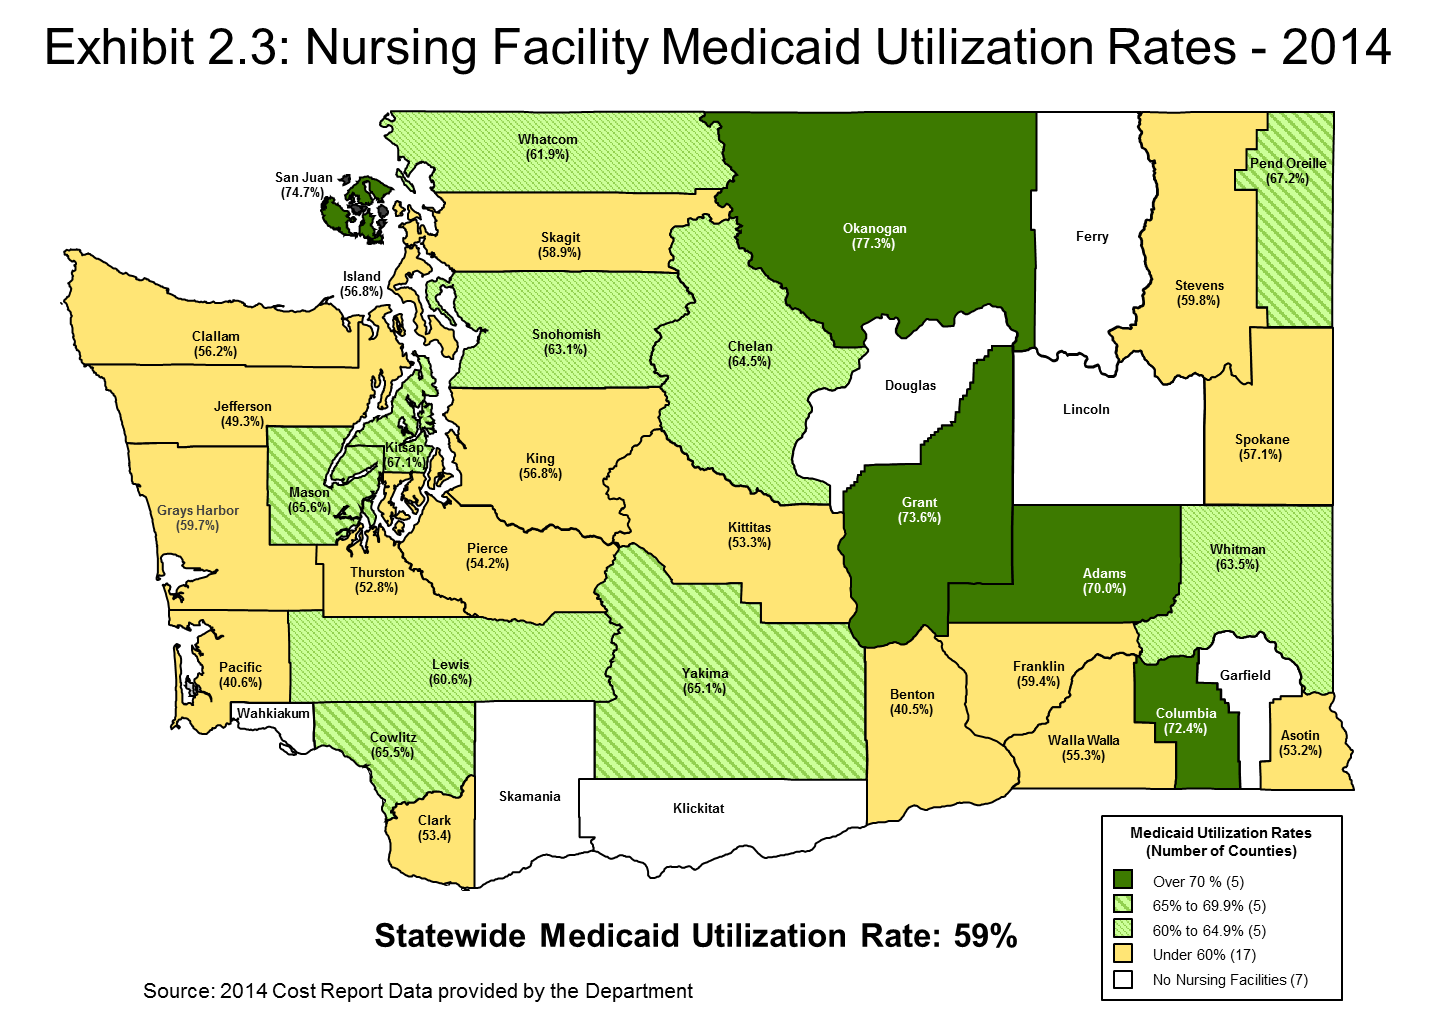 Exhibit 2.3: Nursing Facility Medicaid Utilization Rates - 2014
Whatcom
(61.9%)
San Juan
(74.7%)
Skagit
(58.9%)
Okanogan
(77.3%)
Ferry
Pend Oreille
(67.2%)
Island
(56.8%)
Stevens
(59.8%)
Clallam
(56.2%)
Snohomish
(63.1%)
Chelan
(64.5%)
Douglas
Lincoln
Jefferson
(49.3%)
Kitsap
(67.1%)
King
(56.8%)
Spokane
(57.1%)
Mason
(65.6%)
Grays Harbor
(59.7%)
Grant
(73.6%)
Kittitas
(53.3%)
Pierce
(54.2%)
Whitman
(63.5%)
Thurston
(52.8%)
Adams
(70.0%)
Pacific
(40.6%)
Lewis
(60.6%)
Yakima
(65.1%)
Franklin
(59.4%)
Garfield
Benton
(40.5%)
Wahkiakum
Columbia
(72.4%)
Cowlitz
(65.5%)
Walla Walla
(55.3%)
Asotin
(53.2%)
Skamania
Klickitat
Clark
(53.4)
Medicaid Utilization Rates
(Number of Counties)
Over 70 % (5)
65% to 69.9% (5)
60% to 64.9% (5)
Under 60% (17)
No Nursing Facilities (7)
Statewide Medicaid Utilization Rate: 59%
Source: 2014 Cost Report Data provided by the Department